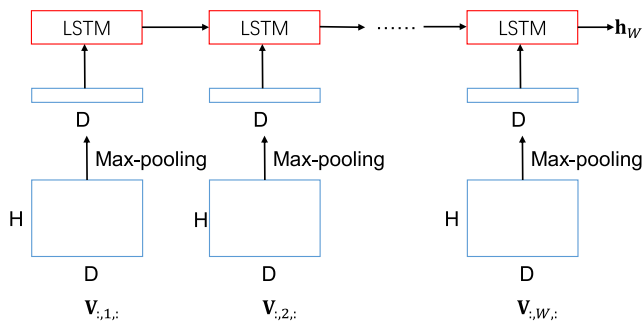 LSTM LSTM ...... LSTM h_W
D D D
Max-pooling Max-pooling Max-pooling
H H H
D D D
V_{:,1,:} V_{:,2,:} V_{:,W,:}